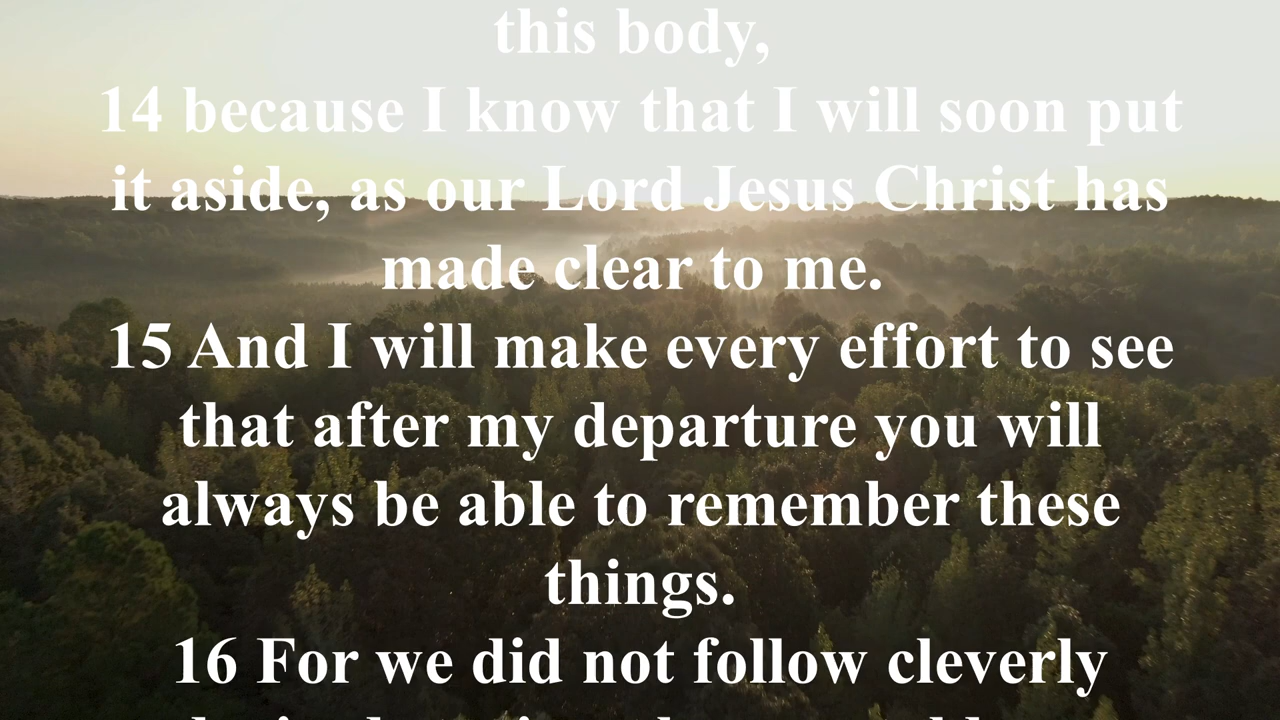 this body,
14 because I know that I will soon put
it aside, as our Lord Jesus Christ has
made clear to me.
15 And I will make every effort to see
that after my departure you will
always be able to remember these
things.
16 For we did not follow cleverly